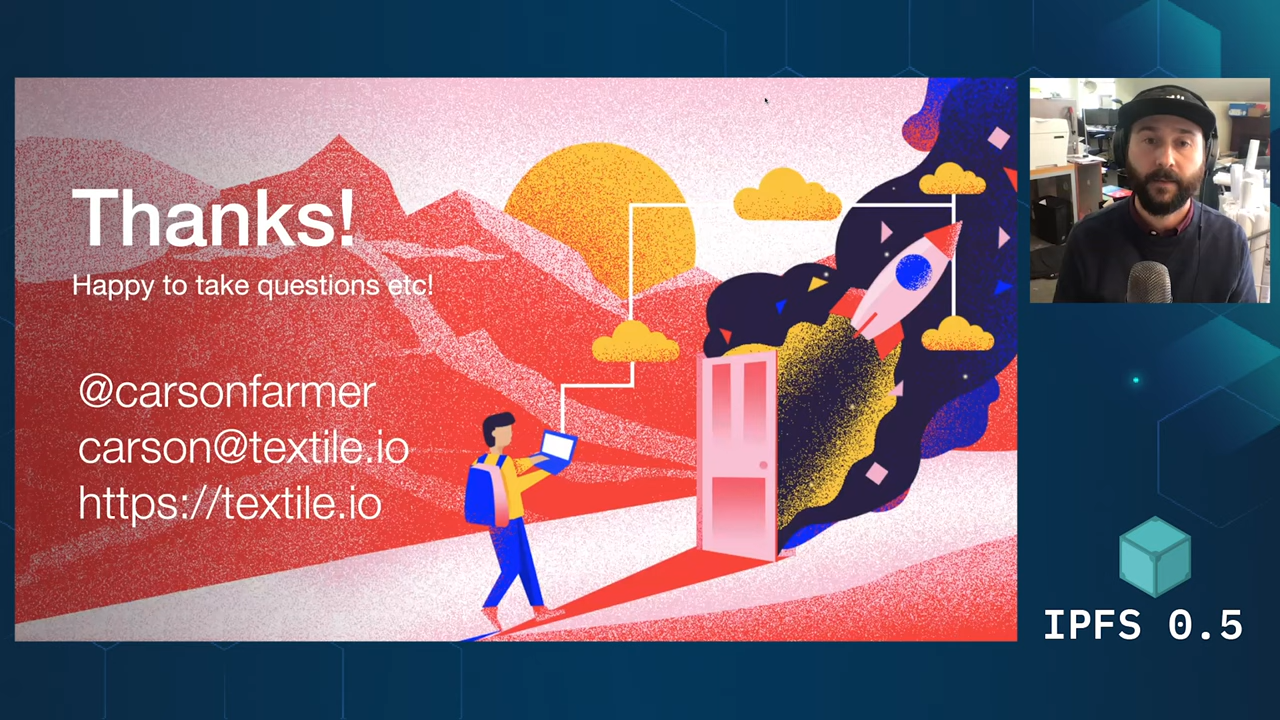 Thanks!
Happy to take questions etc!
@carsonfarmer
carson@textile.io
https://textile.io
IPFS 0.5